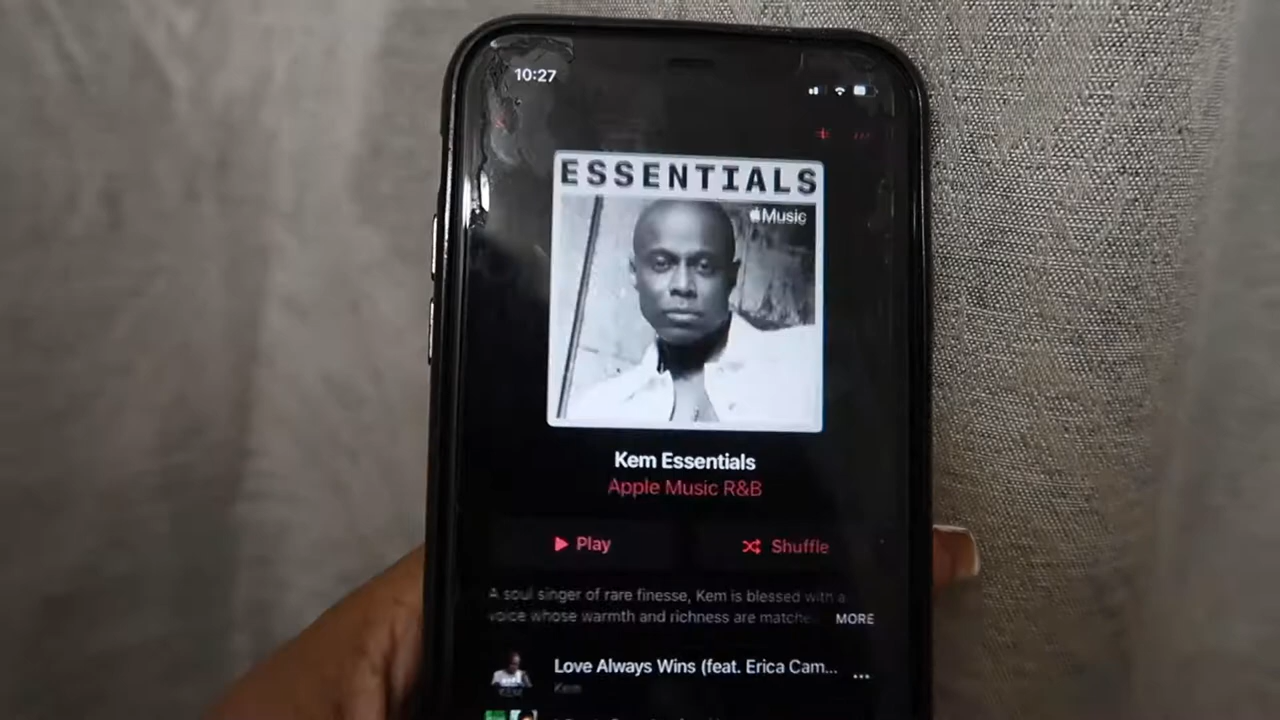 10:27
ESSENTIALS
Music
Kem Essentials
Apple Music R&B
Play
Shuffle
A soul singer of rare finesse, Kem is blessed with a
voice whose warmth and richness are matche
MORE
Love Always Wins (feat. Erica Cam...
Kem